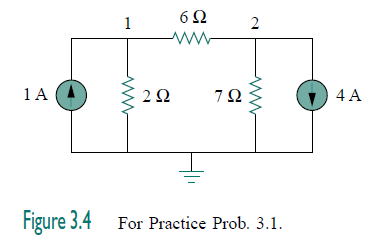 6 Ω
1
2
1 A
2 Ω
7 Ω
4 A
Figure 3.4 For Practice Prob. 3.1.